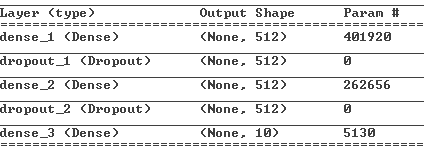 Layer (type) Output Shape Param #
dense_1 (Dense) (None, 512) 401920
dropout_1 (Dropout) (None, 512) 0
dense_2 (Dense) (None, 512) 262656
dropout_2 (Dropout) (None, 512) 0
dense_3 (Dense) (None, 10) 5130